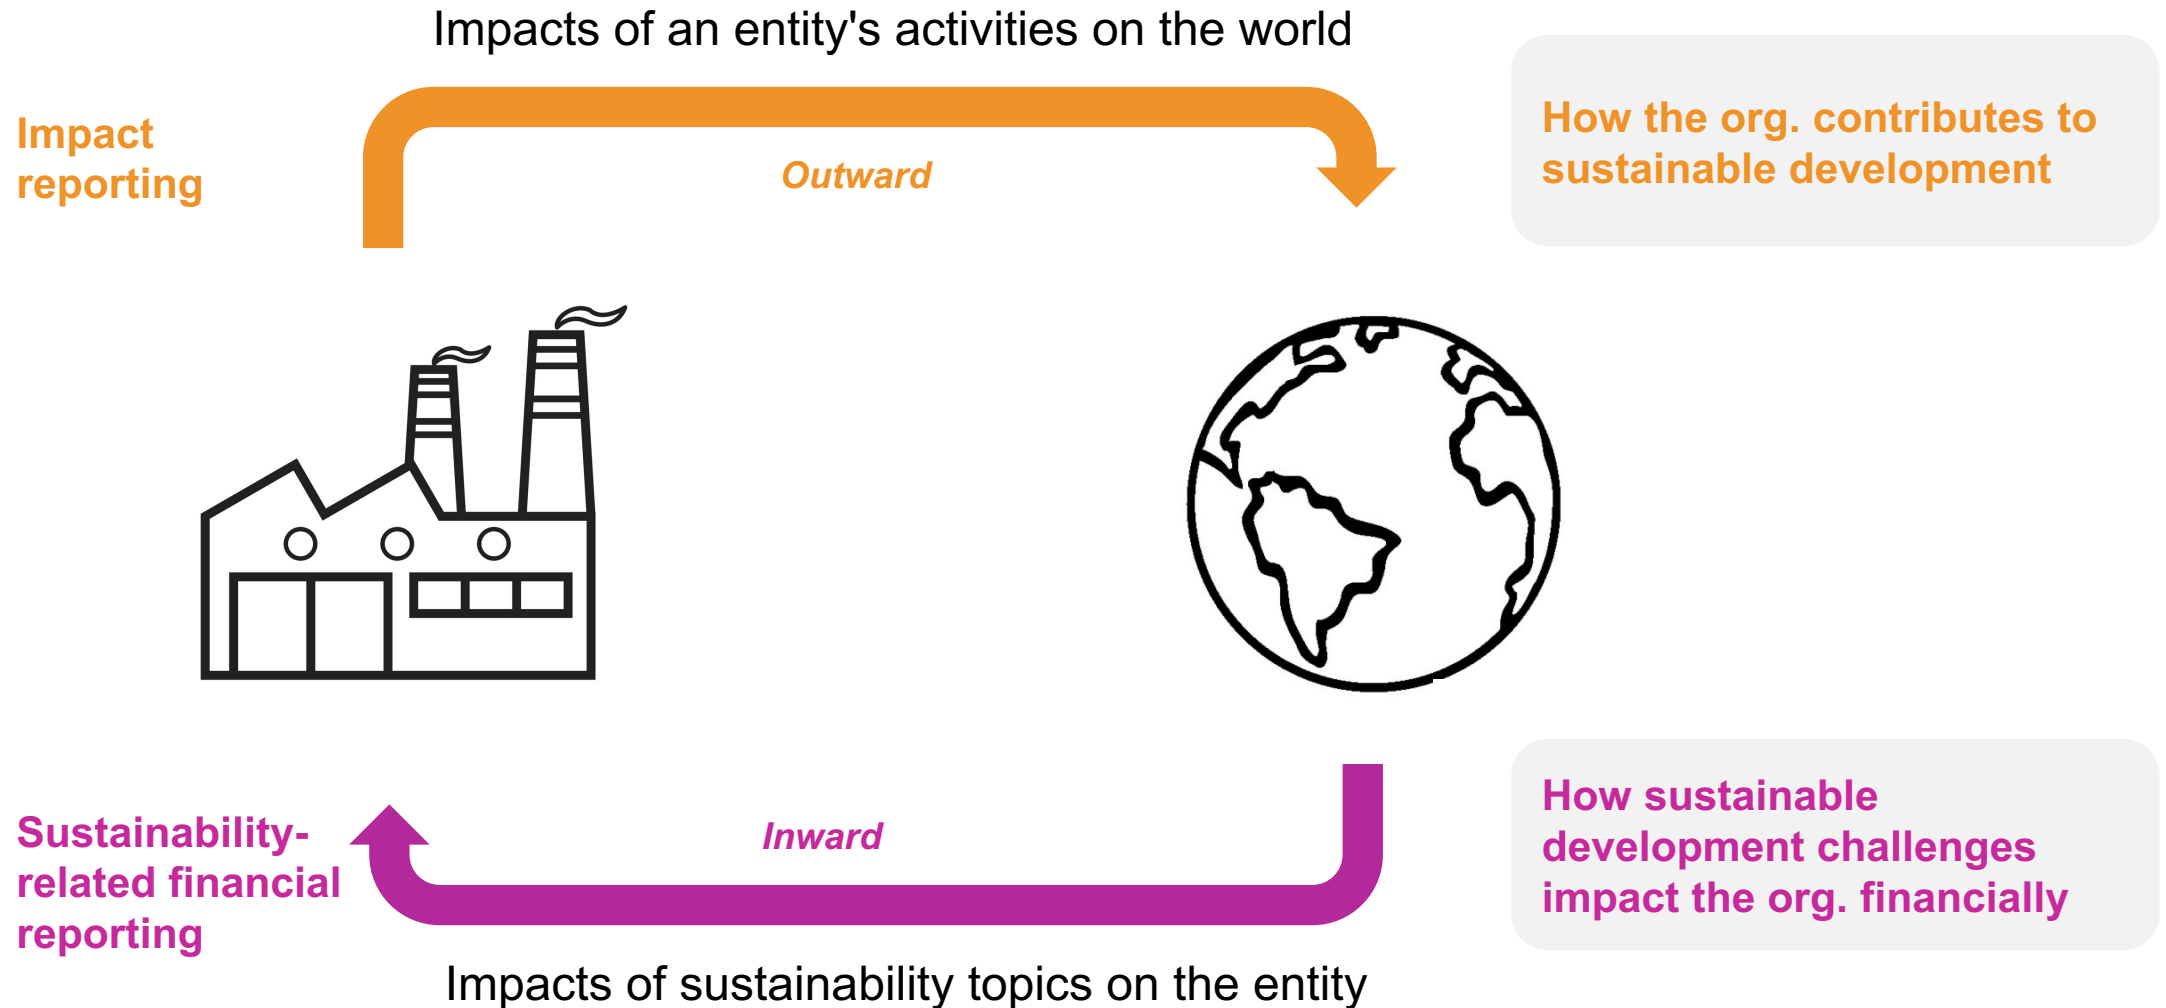 Impacts of an entity's activities on the world
Impact
reporting
Outward
How the org. contributes to
sustainable development
Sustainability-
related financial
reporting
Inward
How sustainable
development challenges
impact the org. financially
Impacts of sustainability topics on the entity